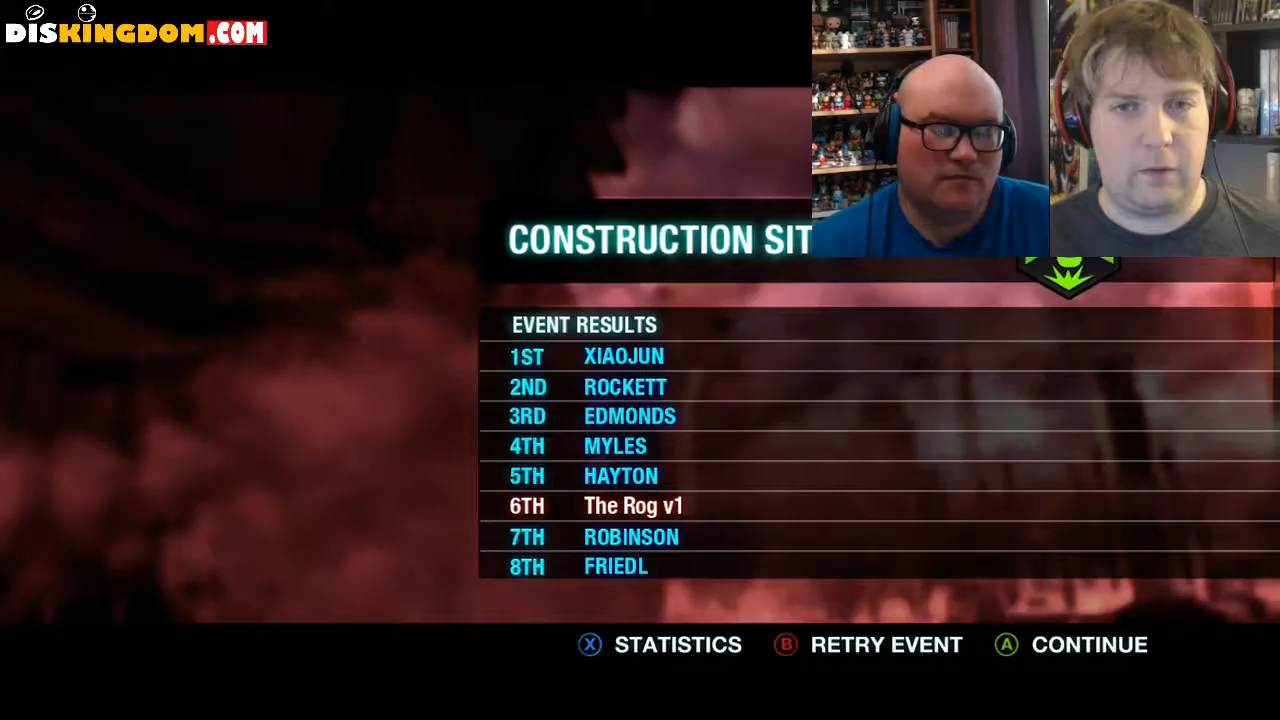 DISKINGDOM.COM
CONSTRUCTION SIT
EVENT RESULTS
1ST XIAOJUN
2ND ROCKETT
3RD EDMONDS
4TH MYLES
5TH HAYTON
6TH The Rog v1
7TH ROBINSON
8TH FRIEDL
X STATISTICS B RETRY EVENT A CONTINUE